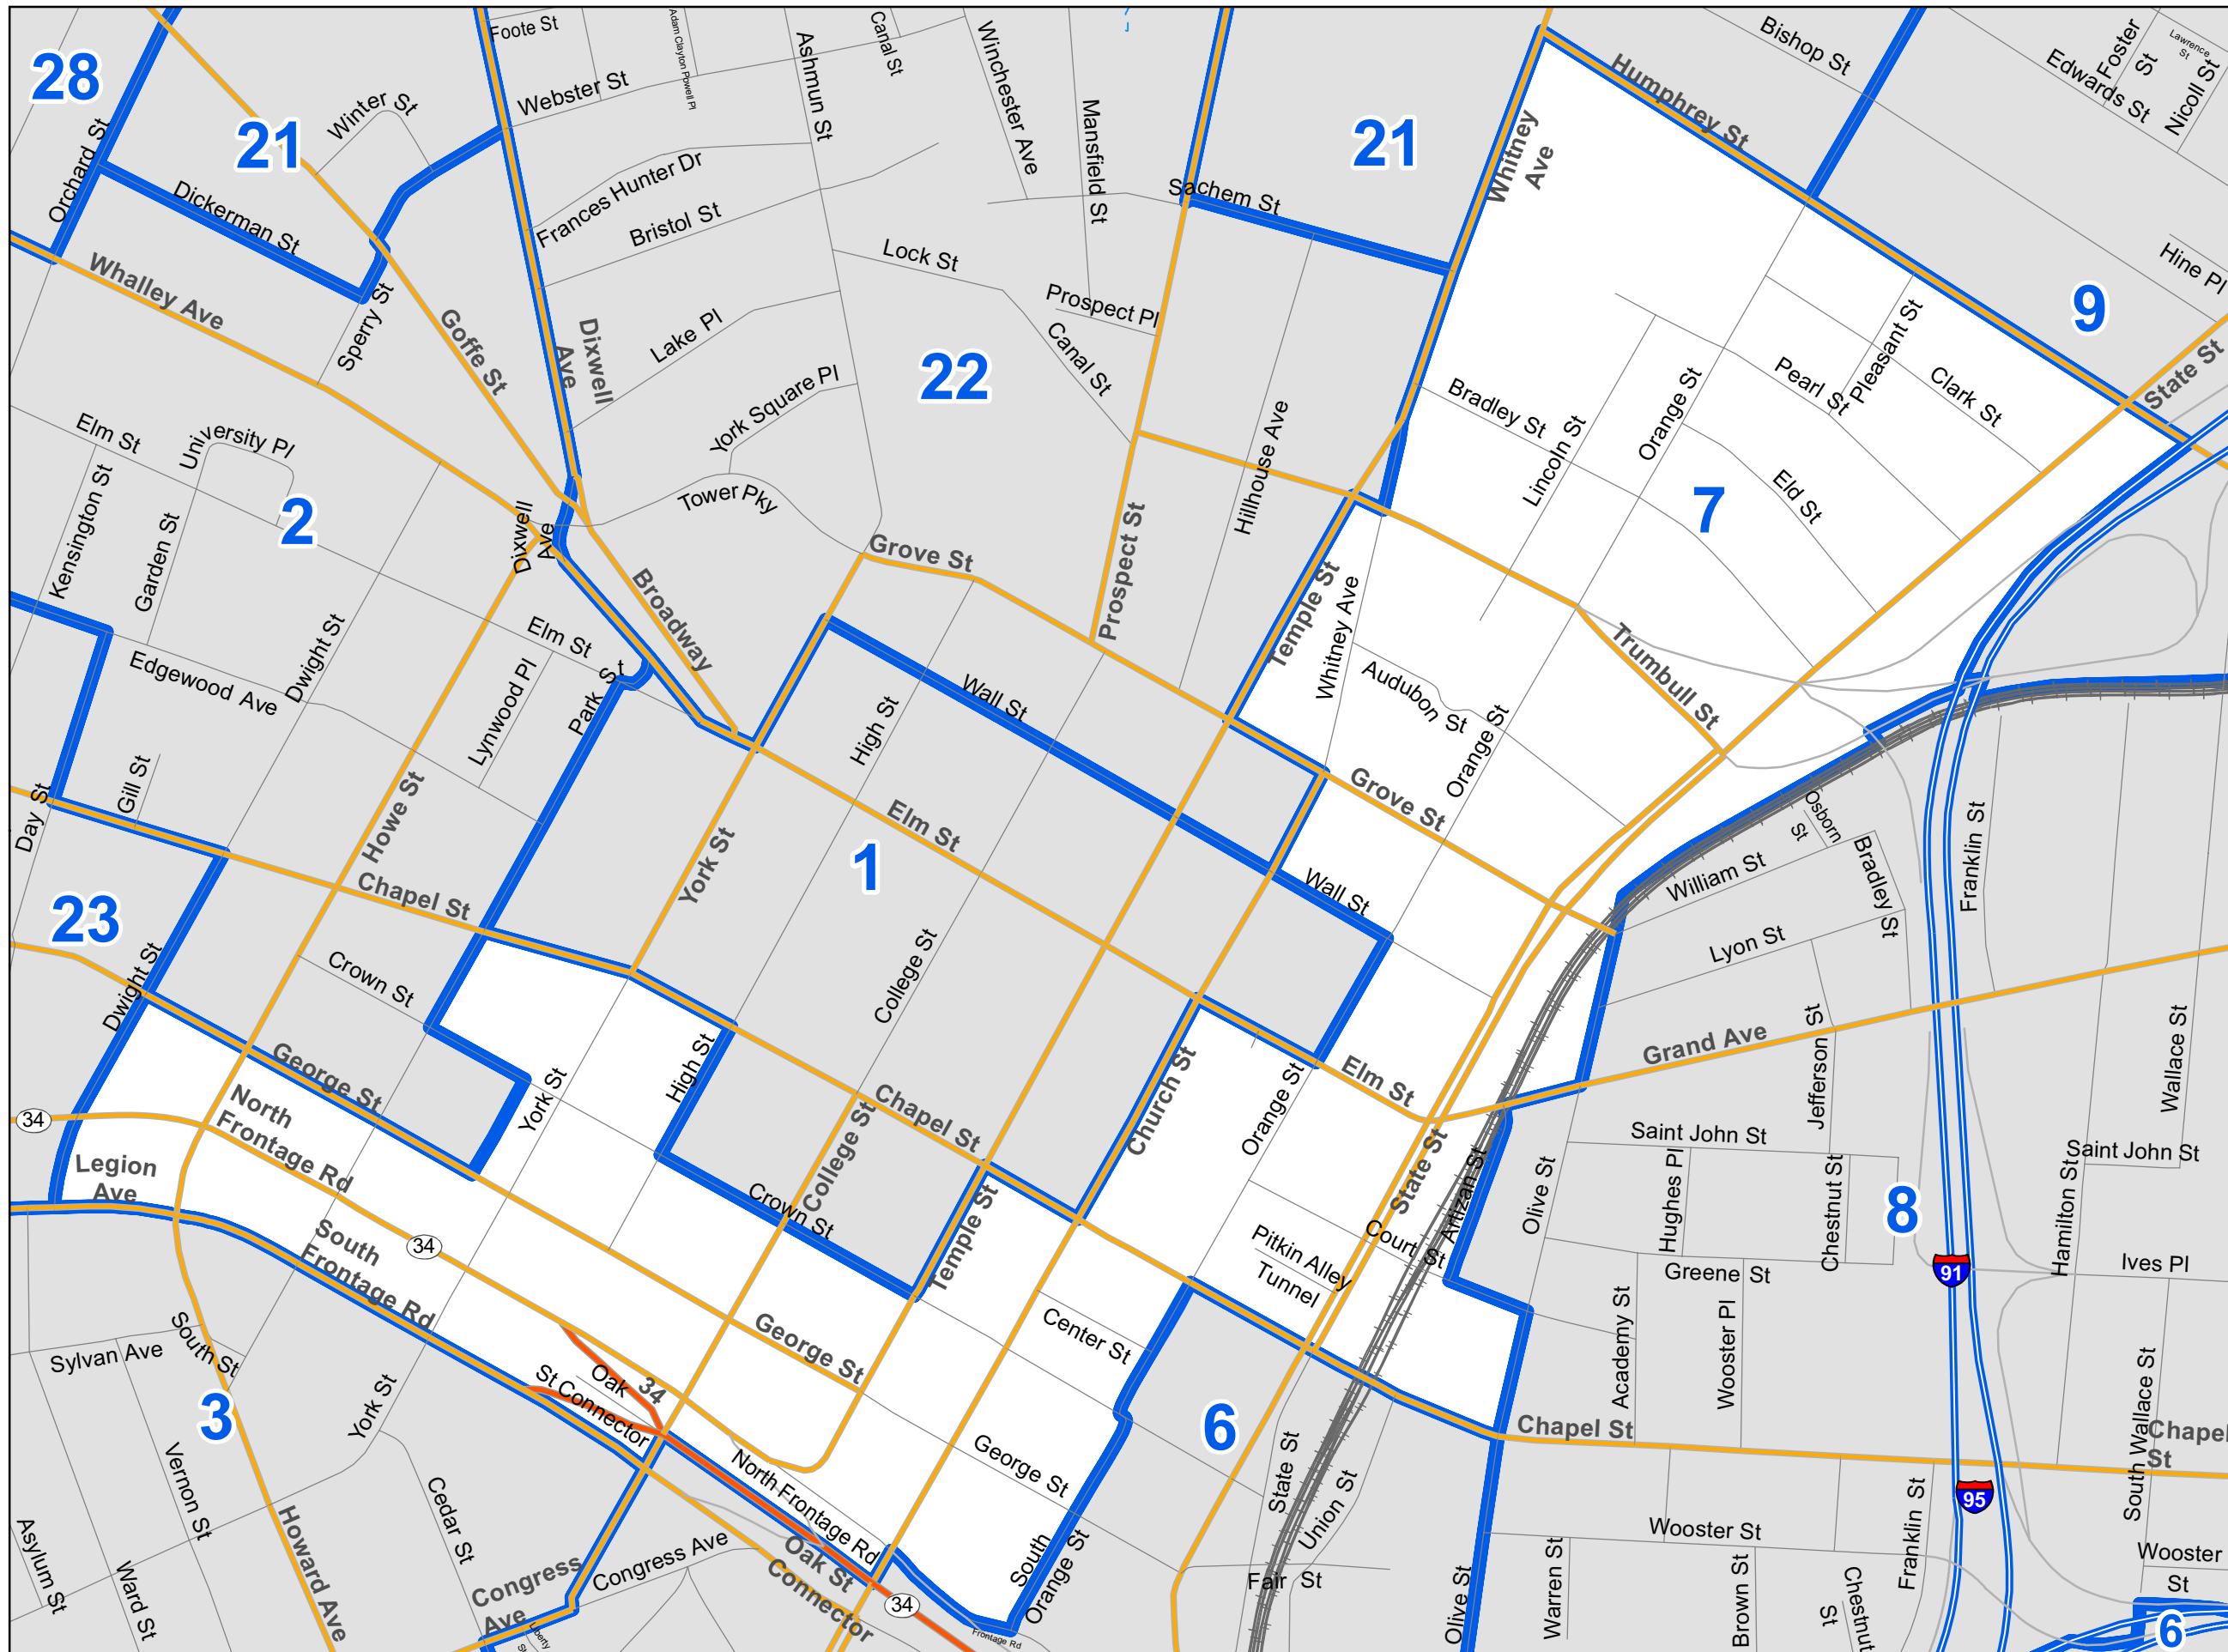 Foote St
Adam Clayton Powell Pl
Canal St
Winchester Ave
Ashmun St
Bishop St
Foster
St
Lawrence
St
Edwards St
Nicoll St
28
21
Winter St
Webster St
Mansfield St
21
Whitney
Ave
Humphrey St
Orchard St
Dickerman St
Frances Hunter Dr
Bristol St
Sachem St
Whalley Ave
Lock St
Hine Pl
9
Sperry St
Goffe St
Dixwell
Ave
Lake Pl
Prospect Pl
Canal St
22
Pleasant St
Pearl St
Clark St
State St
York Square Pl
Bradley St
Lincoln St
Orange St
Elm St
University Pl
Kensington St
Garden St
2
Tower Pky
Hillhouse Ave
Eld St
7
Dixwell
Ave
Grove St
Prospect St
Broadway
Temple St
Whitney Ave
Trumbull St
Elm St
Edgewood Ave
Dwight St
Lynwood Pl
Park St
High St
Wall St
Audubon St
Orange St
Gill St
Day St
Howe St
York St
Elm St
1
Grove St
Osborn
St
William St
Bradley St
Franklin St
Chapel St
23
Wall St
Lyon St
Dwight St
Crown St
College St
Grand Ave
Jefferson St
Wallace St
George St
High St
York St
Chapel St
Church St
Orange St
Elm St
34
North
Frontage Rd
College St
State St
Artizan St
Olive St
Saint John St
Hughes Pl
Chestnut St
Saint John St
8
Hamilton St
Legion
Ave
Crown St
Temple St
Court St
Pitkin Alley
Tunnel
Greene St
91
Ives Pl
South
Frontage Rd
34
Center St
Academy St
Wooster Pl
South Wallace St
South St
Sylvan Ave
George St
Oak
St Connector
34
3
York St
6
Chapel St
Chapel
St
Vernon St
Cedar St
George St
State St
Union St
95
Howard Ave
North Frontage Rd
Oak St
Connector
Wooster St
Franklin St
Asylum St
Ward St
Congress
Ave
Congress Ave
South
Orange St
Fair St
Olive St
Warren St
Brown St
Chestnut
St
Wooster
St
34
Frontage Rd
Liberty
St
6